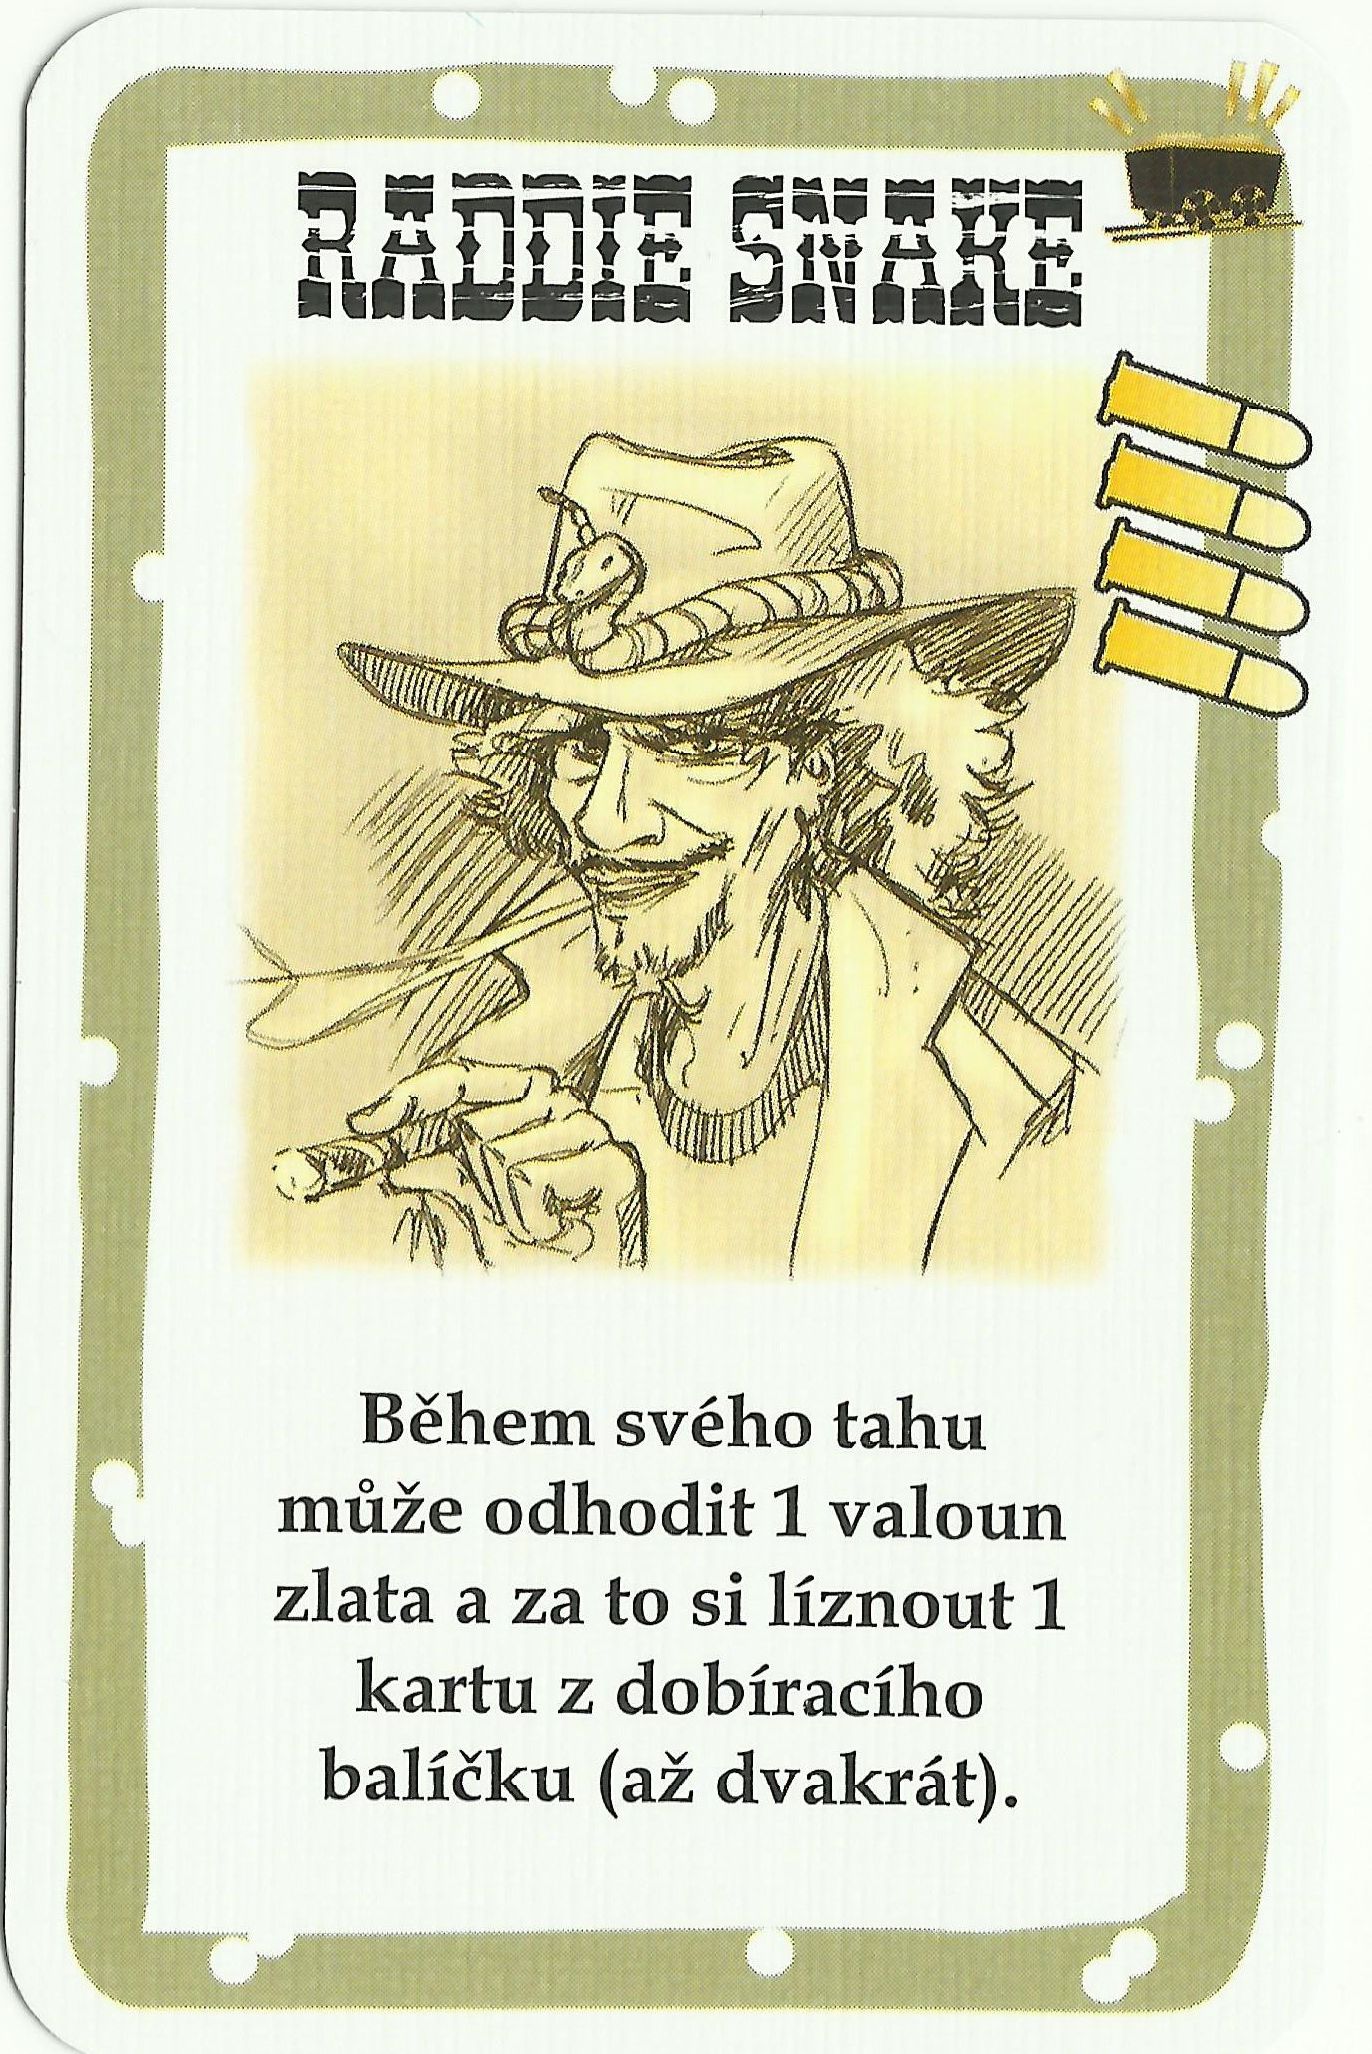 RADDIE SNAKE
Během svého tahu
může odhodit 1 valoun
zlata a za to si líznout 1
kartu z dobíracího
balíčku (až dvakrát).